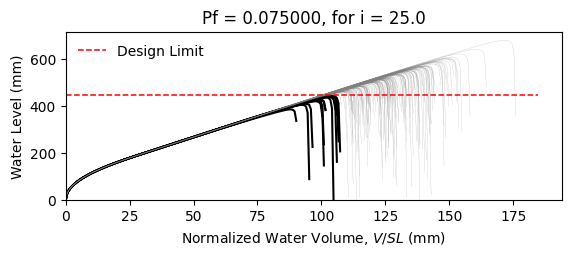 Pf = 0.075000, for i = 25.0
Design Limit
Water Level (mm)
600
400
200
0
0 25 50 75 100 125 150 175
Normalized Water Volume, V/SL (mm)